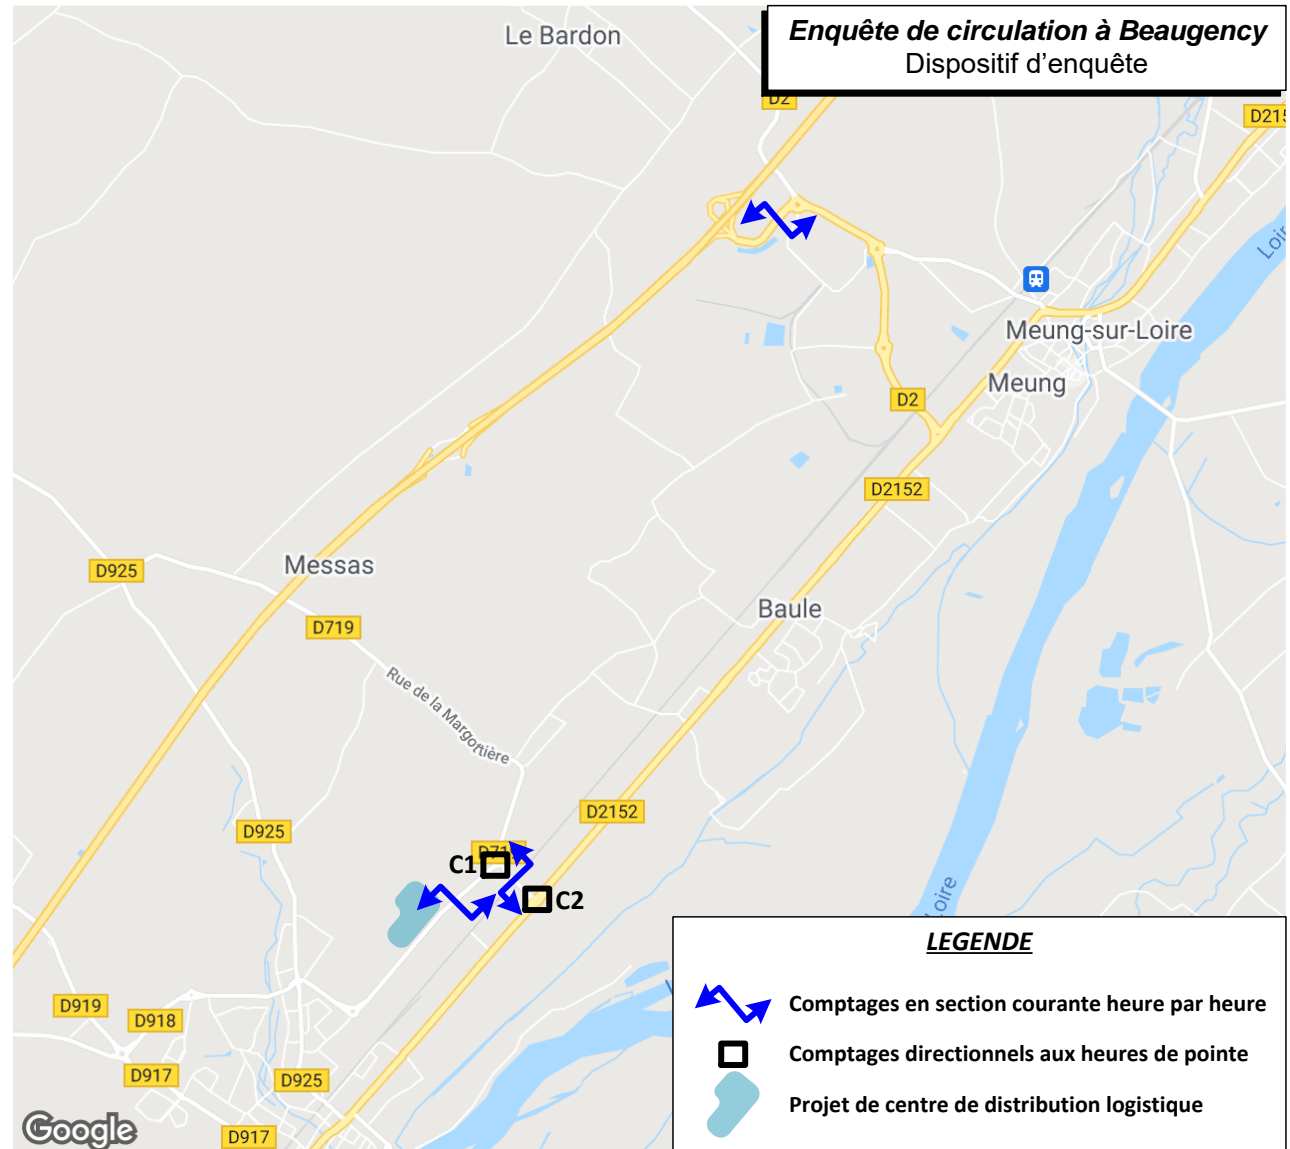 Enquête de circulation à Beaugency
Dispositif d’enquête
Le Bardon
D2
D215
Loir
Meung-sur-Loire
Meung
D2
D2152
Messas
D925
D719
Baule
Rue de la Margottière
D2152
D925
D71
C1
C2
Loire
D919
D918
D917
D925
D917
Google
LEGENDE
Comptages en section courante heure par heure
Comptages directionnels aux heures de pointe
Projet de centre de distribution logistique